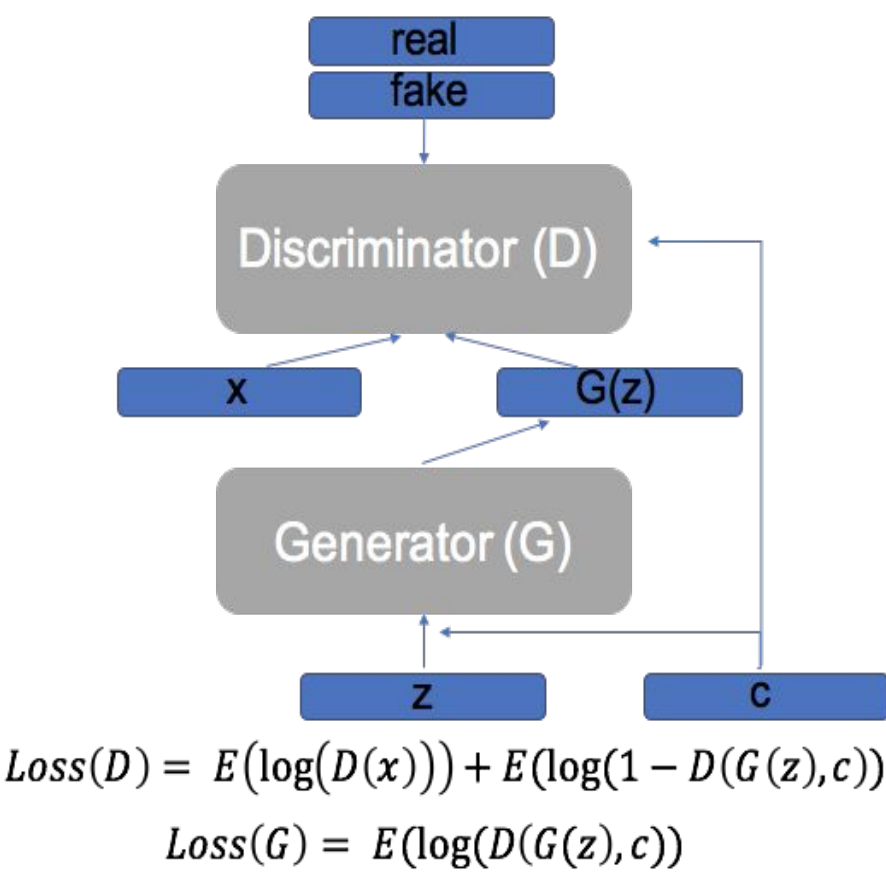 real
fake
Discriminator (D)
x
G(z)
Generator (G)
z
c
Loss(D) = E(log(D(x))) + E(log(1 − D(G(z), c))
Loss(G) = E(log(D(G(z), c))